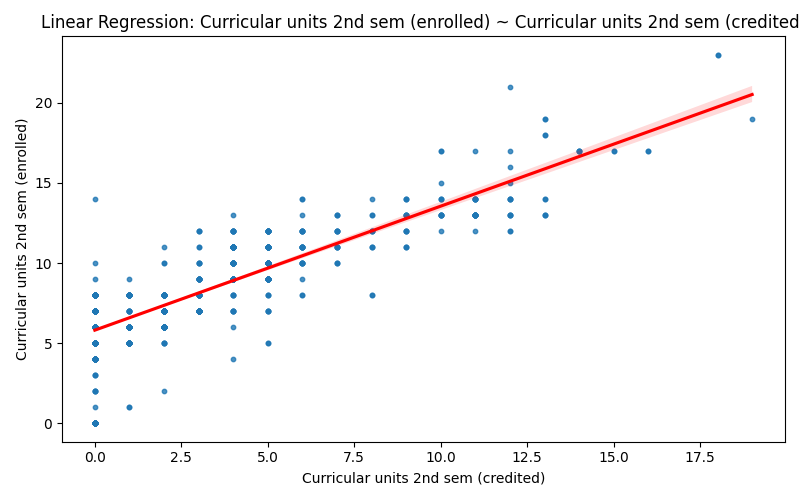 Linear Regression: Curricular units 2nd sem (enrolled) ~ Curricular units 2nd sem (credited
Curricular units 2nd sem (enrolled)
20
15
10
5
0
0.0 2.5 5.0 7.5 10.0 12.5 15.0 17.5
Curricular units 2nd sem (credited)